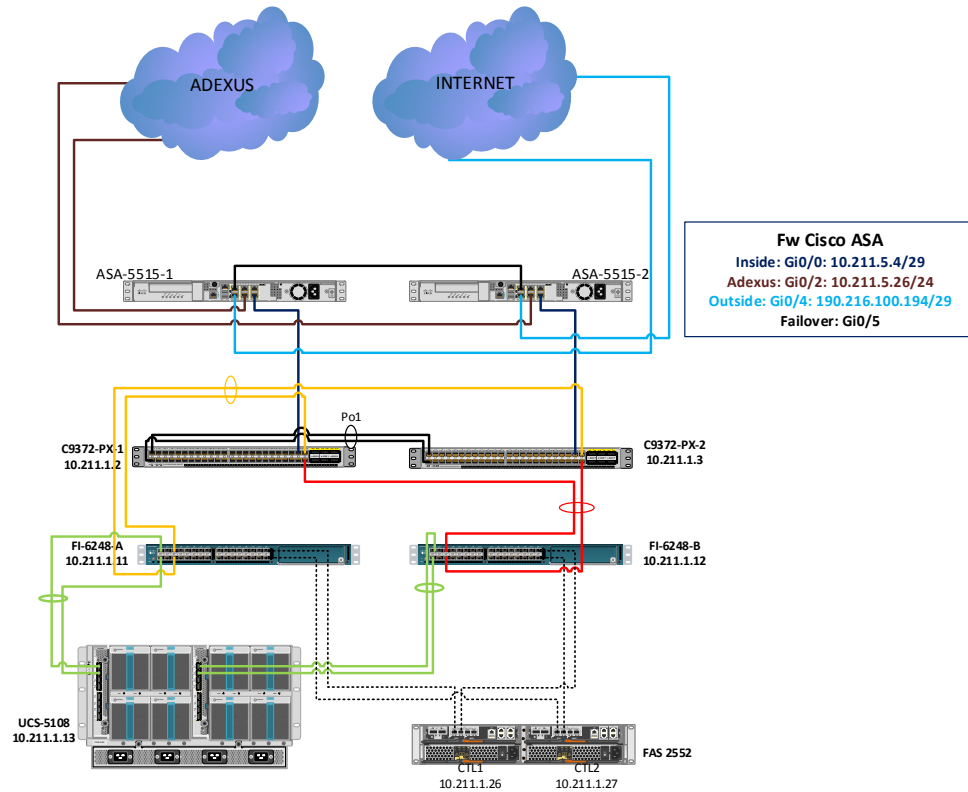 ADEXUS
INTERNET
Fw Cisco ASA
Inside: Gi0/0: 10.211.5.4/29
Adexus: Gi0/2: 10.211.5.26/24
Outside: Gi0/4: 190.216.100.194/29
Failover: Gi0/5
ASA-5515-1
ASA-5515-2
Po1
C9372-PX-1
10.211.1.2
C9372-PX-2
10.211.1.3
FI-6248-A
10.211.1.11
FI-6248-B
10.211.1.12
UCS-5108
10.211.1.13
FAS 2552
CTL1
10.211.1.26
CTL2
10.211.1.27